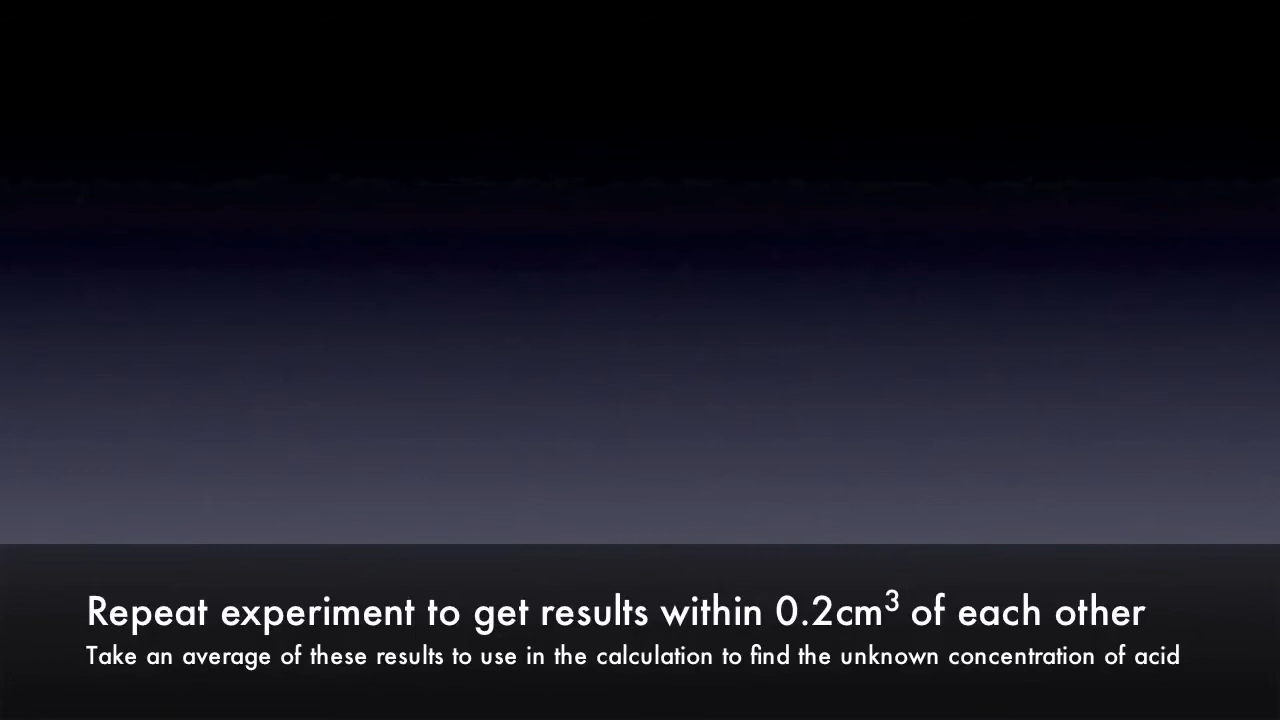 Repeat experiment to get results within 0.2cm³ of each other
Take an average of these results to use in the calculation to find the unknown concentration of acid